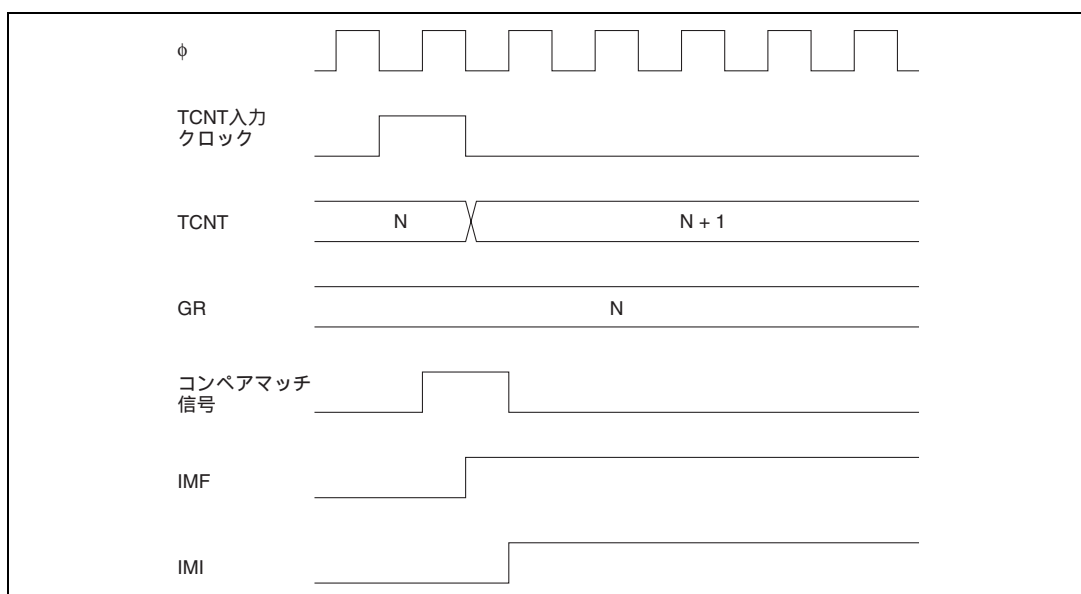 φ
TCNT入力
クロック
TCNT
N
N + 1
GR
N
コンペアマッチ
信号
IMF
IMI